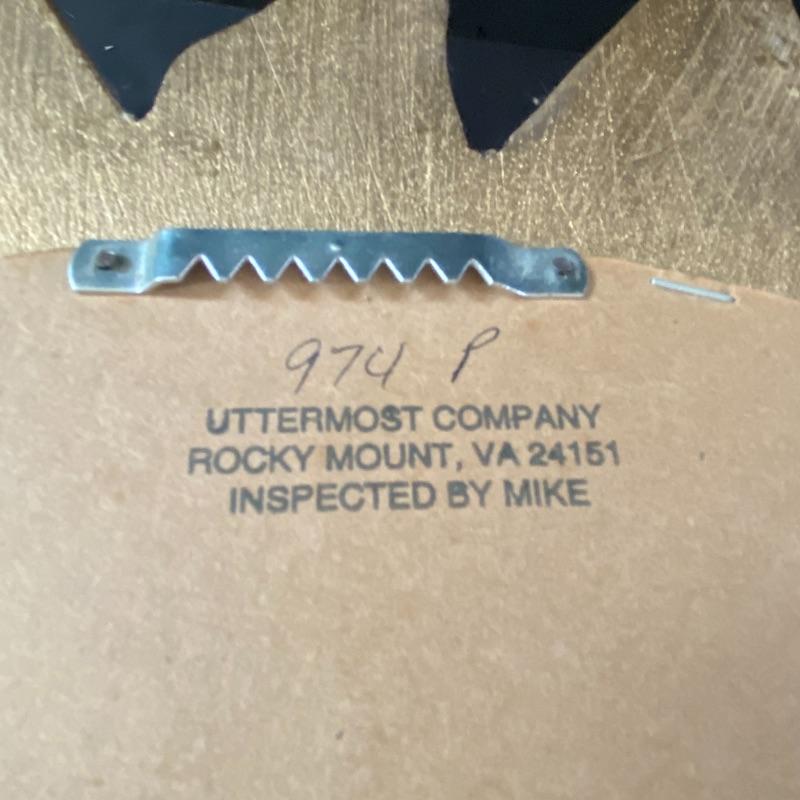 974 P
UTTERMOST COMPANY
ROCKY MOUNT, VA 24151
INSPECTED BY MIKE